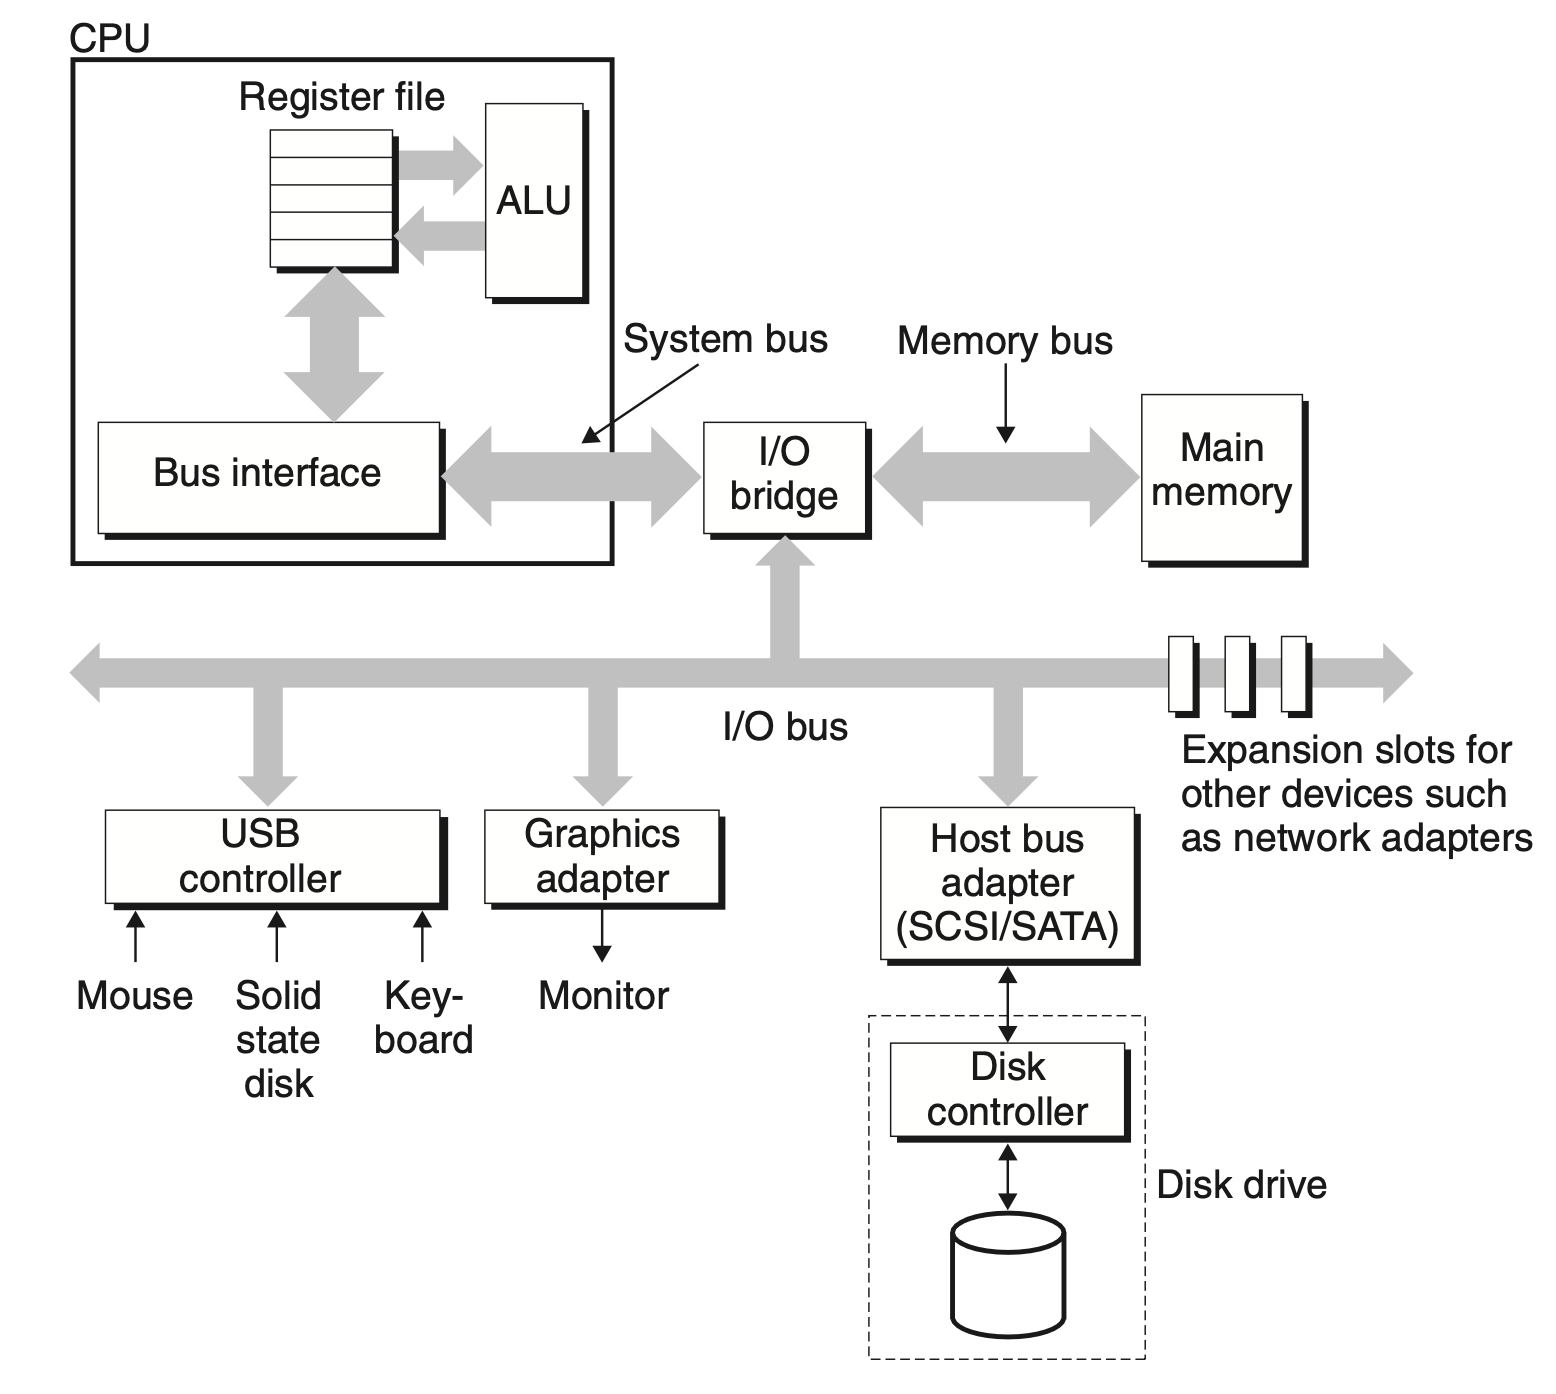 CPU
Register file
ALU
System bus
Memory bus
Bus interface
I/O
bridge
Main
memory
I/O bus
Expansion slots for
other devices such
as network adapters
USB
controller
Graphics
adapter
Host bus
adapter
(SCSI/SATA)
Mouse
Solid
state
disk
Key-
board
Monitor
Disk
controller
Disk drive